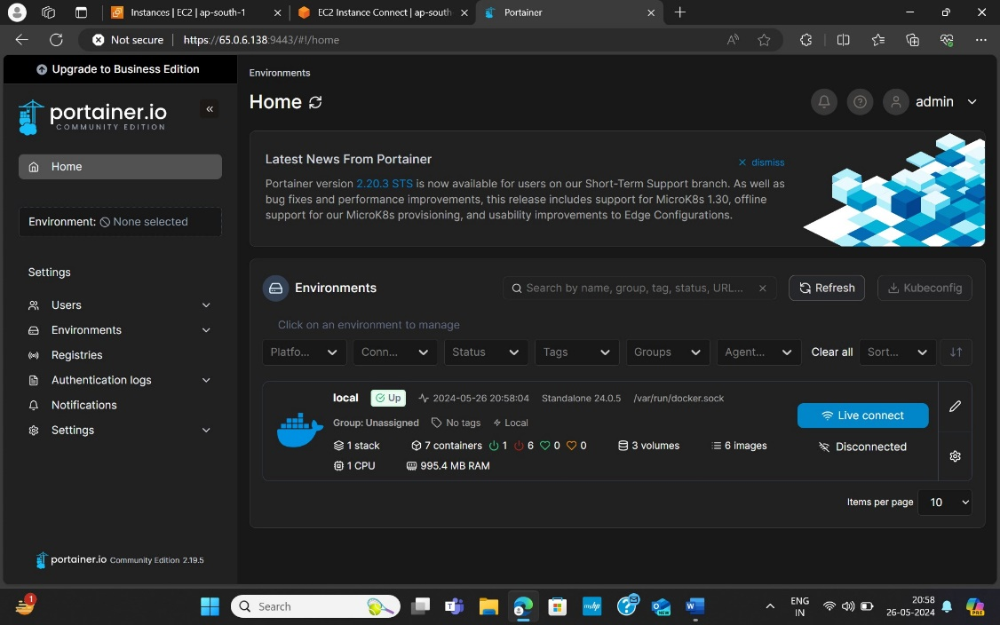 Instances | EC2 | ap-south-1
EC2 Instance Connect | ap-south
Portainer
Not secure
https://65.0.6.138:9443/#!/home
Upgrade to Business Edition
portainer.io
COMMUNITY EDITION
Home
Environment: None selected
Settings
Users
Environments
Registries
Authentication logs
Notifications
Settings
portainer.io Community Edition 2.19.5
Environments
Home
admin
Latest News From Portainer
dismiss
Portainer version 2.20.3 STS is now available for users on our Short-Term Support branch. As well as
bug fixes and performance improvements, this release includes support for MicroK8s 1.30, offline
support for our MicroK8s provisioning, and usability improvements to Edge Configurations.
Environments
Search by name, group, tag, status, URL...
Refresh
Kubeconfig
Click on an environment to manage
Platfo... Conn... Status Tags Groups Agent... Clear all Sort...
local Up 2024-05-26 20:58:04 Standalone 24.0.5 /var/run/docker.sock
Group: Unassigned No tags Local
1 stack 7 containers 1 6 0 0 3 volumes 6 images
1 CPU 995.4 MB RAM
Live connect
Disconnected
Items per page 10
1
Search
myhp
NEW
ENG
IN
20:58
26-05-2024
PRE